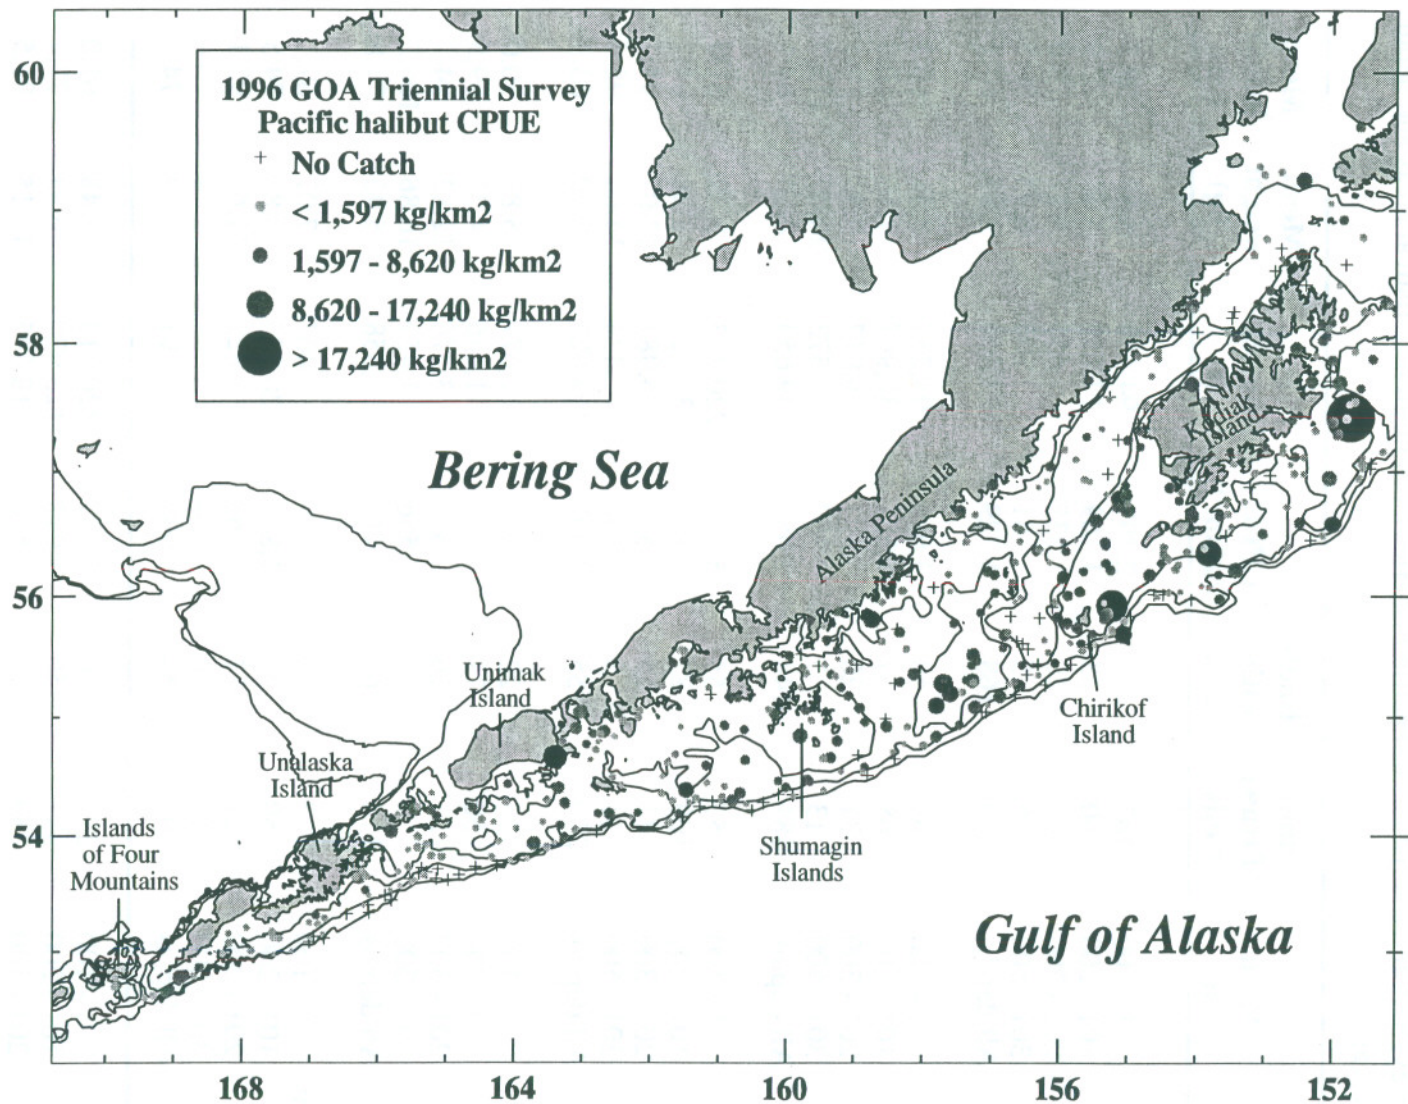 1996 GOA Triennial Survey
Pacific halibut CPUE
+ No Catch
< 1,597 kg/km2
1,597 - 8,620 kg/km2
8,620 - 17,240 kg/km2
> 17,240 kg/km2
60
58
56
54
Bering Sea
Kodiak
Island
Alaska Peninsula
Unimak
Island
Chirikof
Island
Unalaska
Island
Islands
of Four
Mountains
Shumagin
Islands
Gulf of Alaska
168
164
160
156
152